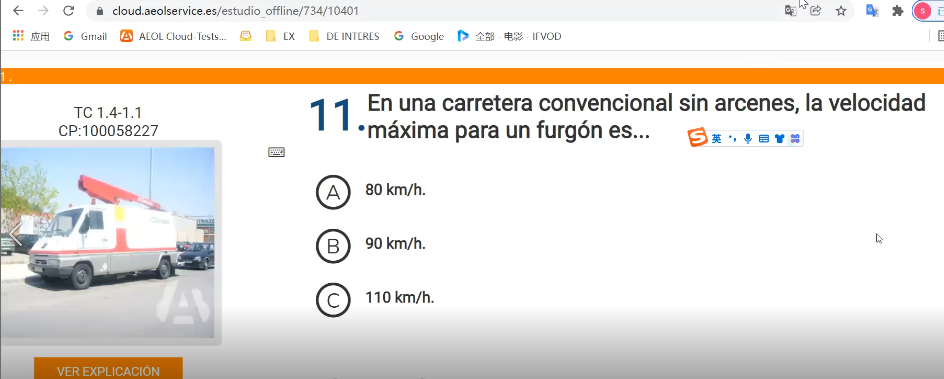 cloud.aeolservice.es/estudio_offline/734/10401
S
应用 Gmail AEOL Cloud-Tests... EX DE INTERES Google 全部 - 电影 - IFVOD
1 .
TC 1.4-1.1
CP:100058227
11. En una carretera convencional sin arcenes, la velocidad
máxima para un furgón es...
英
A 80 km/h.
B 90 km/h.
C 110 km/h.
VER EXPLICACIÓN